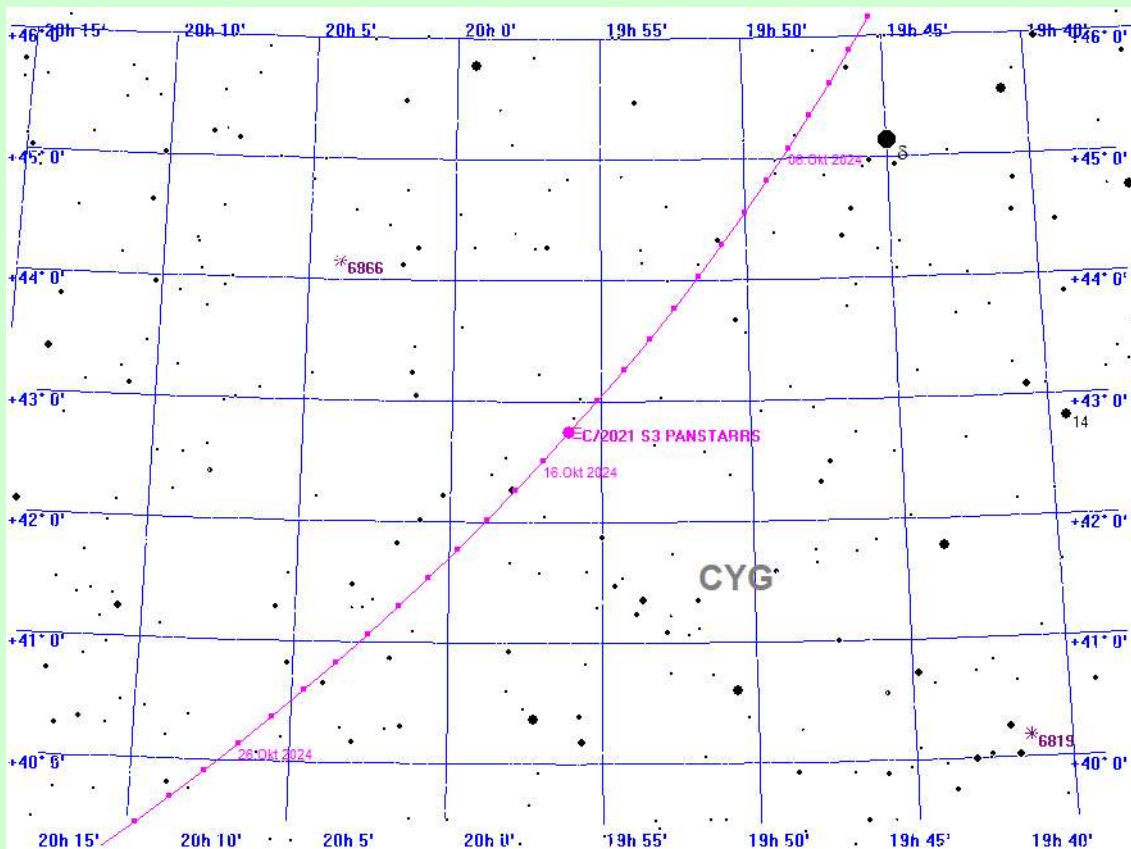 20h 15' 20h 10' 20h 5' 20h 0' 19h 55' 19h 50' 19h 45' 19h 40'
+46° 0' +46° 0'
δ
+45° 0' 06.Okt 2024 +45° 0'
6866
+44° 0' +44° 0'
+43° 0' +43° 0'
14
C/2021 S3 PANSTARRS
16.Okt 2024
+42° 0' +42° 0'
CYG
+41° 0' +41° 0'
6819
26.Okt 2024
+40° 0' +40° 0'
20h 15' 20h 10' 20h 5' 20h 0' 19h 55' 19h 50' 19h 45' 19h 40'